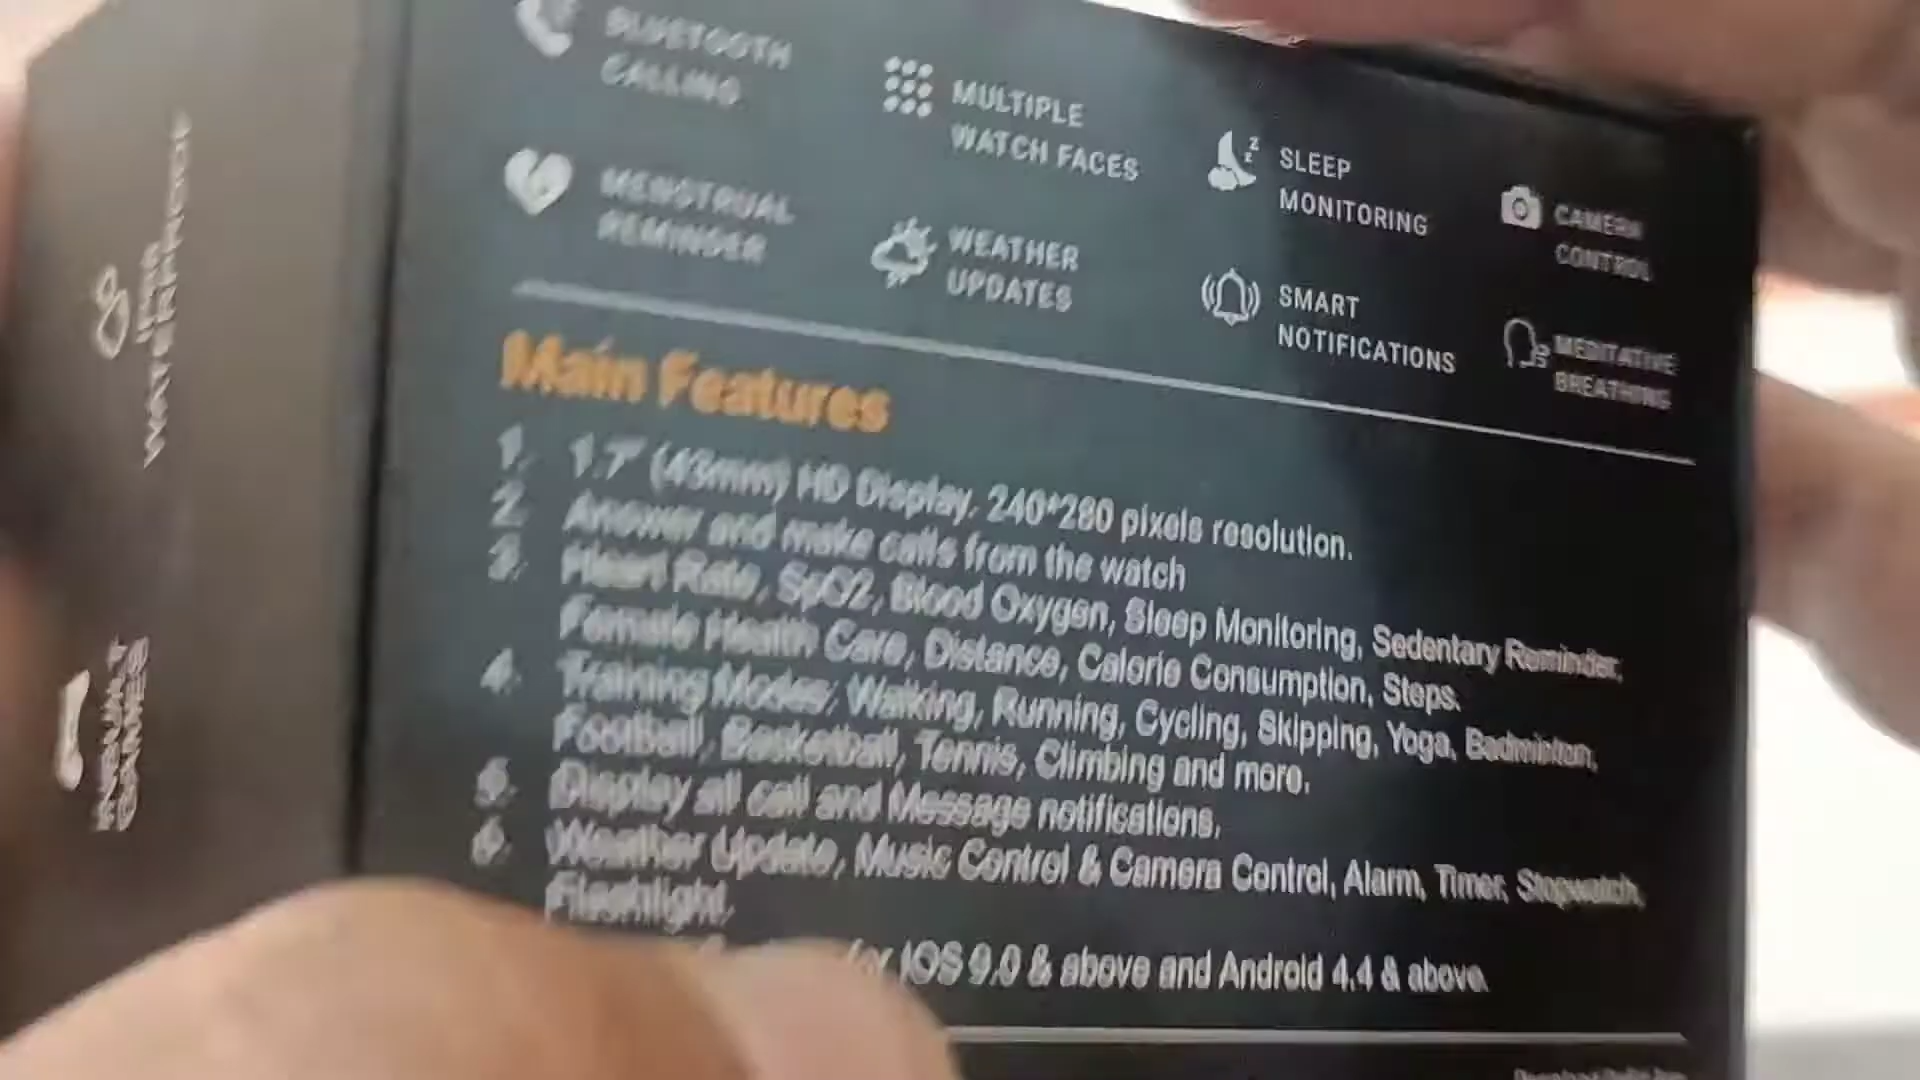 BLUETOOTH
CALLING
MULTIPLE
WATCH FACES
SLEEP
MONITORING
CAMERA
CONTROL
MENSTRUAL
REMINDER
WEATHER
UPDATES
SMART
NOTIFICATIONS
MEDITATIVE
BREATHING
Main Features
1. 1.7" (43mm) HD Display, 240*280 pixels resolution.
2. Answer and make calls from the watch
3. Heart Rate, SpO2, Blood Oxygen, Sleep Monitoring, Sedentary Reminder,
Female Health Care, Distance, Calorie Consumption, Steps.
4. Training Modes: Walking, Running, Cycling, Skipping, Yoga, Badminton,
Football, Basketball, Tennis, Climbing and more.
5. Display all call and Message notifications.
6. Weather Update, Music Control & Camera Control, Alarm, Timer, Stopwatch,
Flashlight.
for IOS 9.0 & above and Android 4.4 & above.
WATERPROOF
GAMES